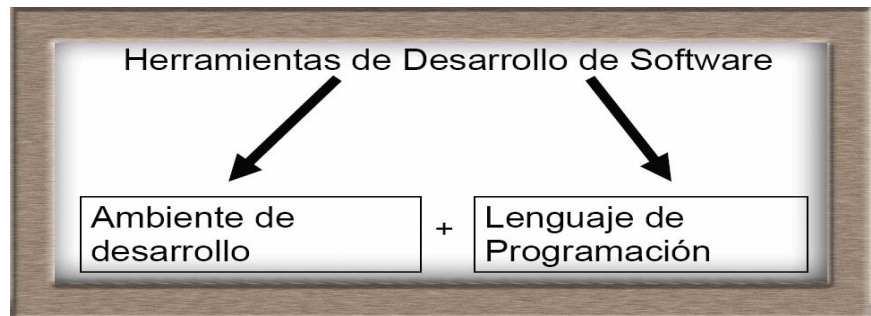 Herramientas de Desarrollo de Software
Ambiente de
desarrollo
+
Lenguaje de
Programación